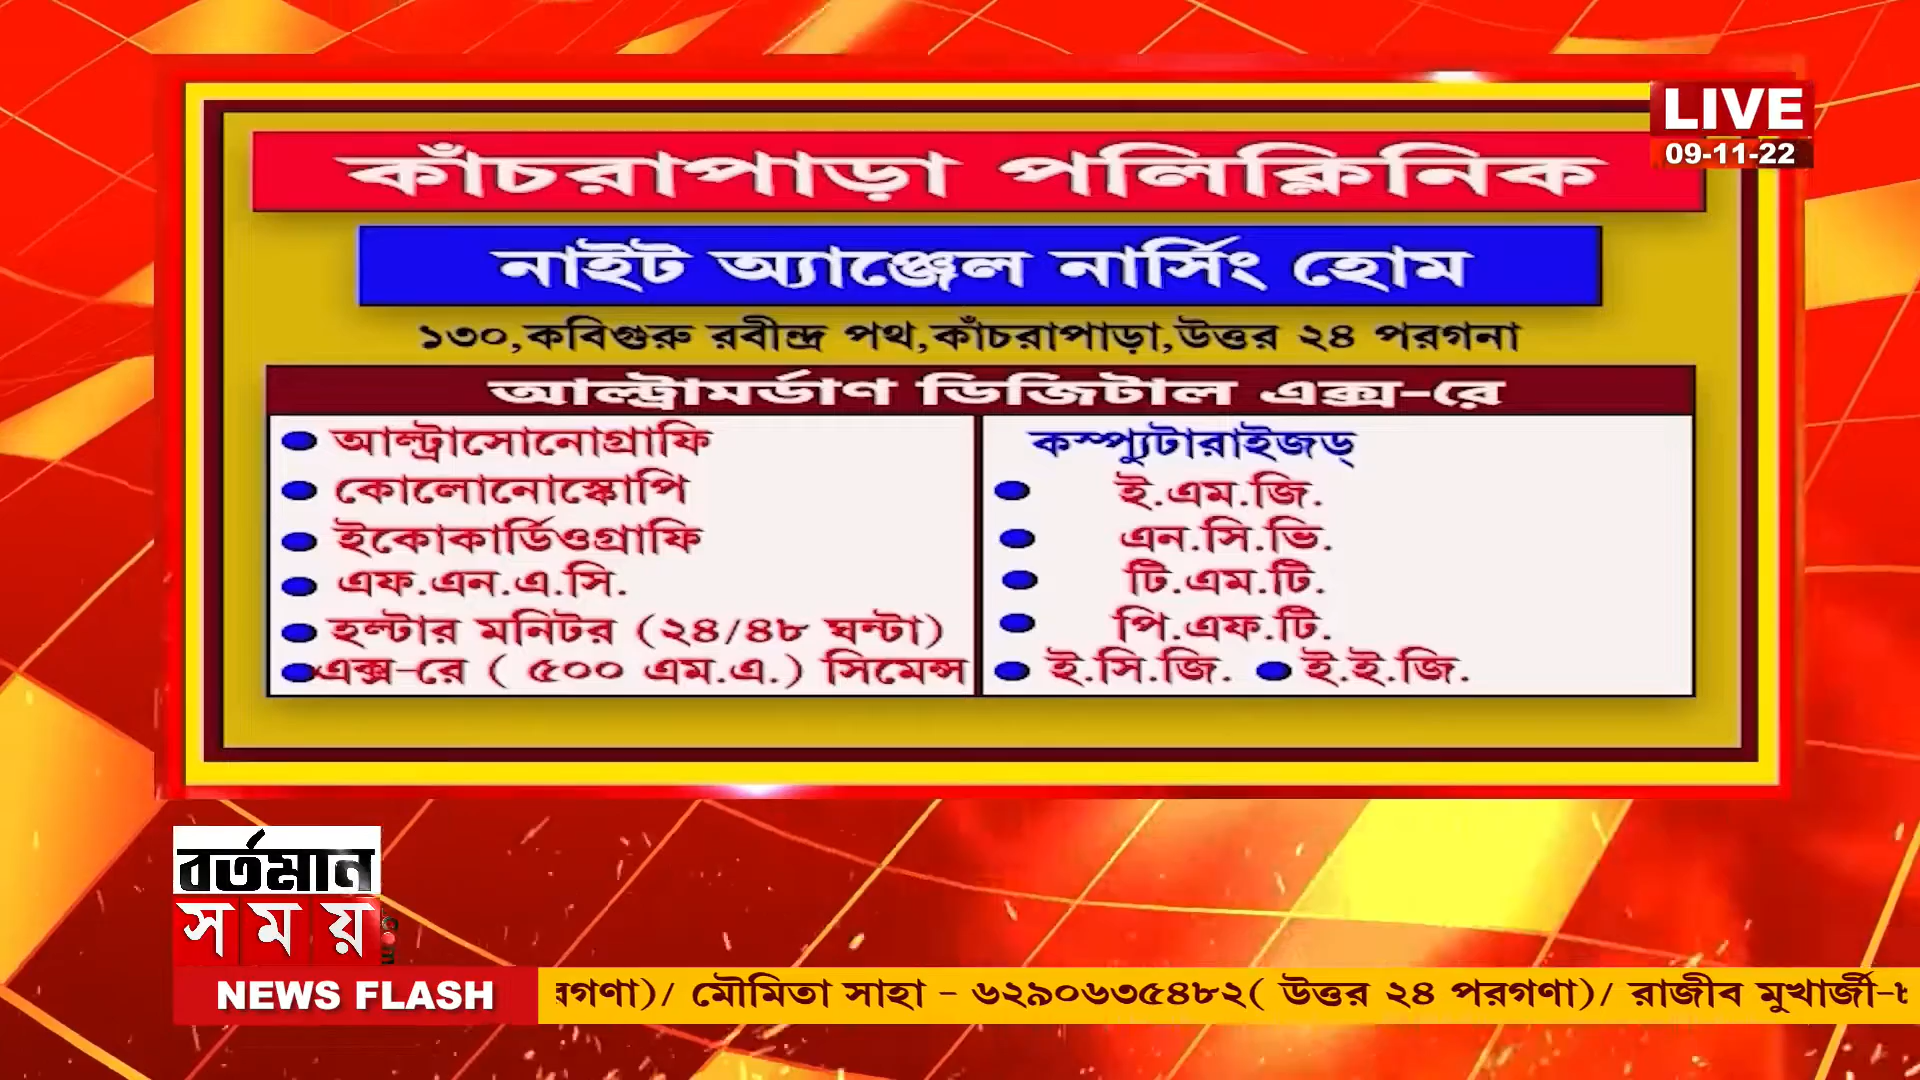 LIVE
09-11-22
কাঁচরাপাড়া পলিক্লিনিক
নাইট অ্যাঞ্জেল নার্সিং হোম
১৩০,কবিগুরু রবীন্দ্র পথ,কাঁচরাপাড়া,উত্তর ২৪ পরগনা
আল্ট্রামর্ডাণ ডিজিটাল এক্স-রে
আল্ট্রাসোনোগ্রাফি
কোলোনোস্কোপি
ইকোকার্ডিওগ্রাফি
এফ.এন.এ.সি.
হল্টার মনিটর (২৪/৪৮ ঘন্টা)
এক্স-রে ( ৫০০ এম.এ.) সিমেন্স
কম্প্যুটারাইজড্
ই.এম.জি.
এন.সি.ভি.
টি.এম.টি.
পি.এফ.টি.
ই.সি.জি. ই.ই.জি.
বর্তমান
সময়
.com
NEWS FLASH
রগণা)/ মৌমিতা সাহা - ৬২৯০৬৩৫৪৮২( উত্তর ২৪ পরগণা)/ রাজীব মুখার্জী-